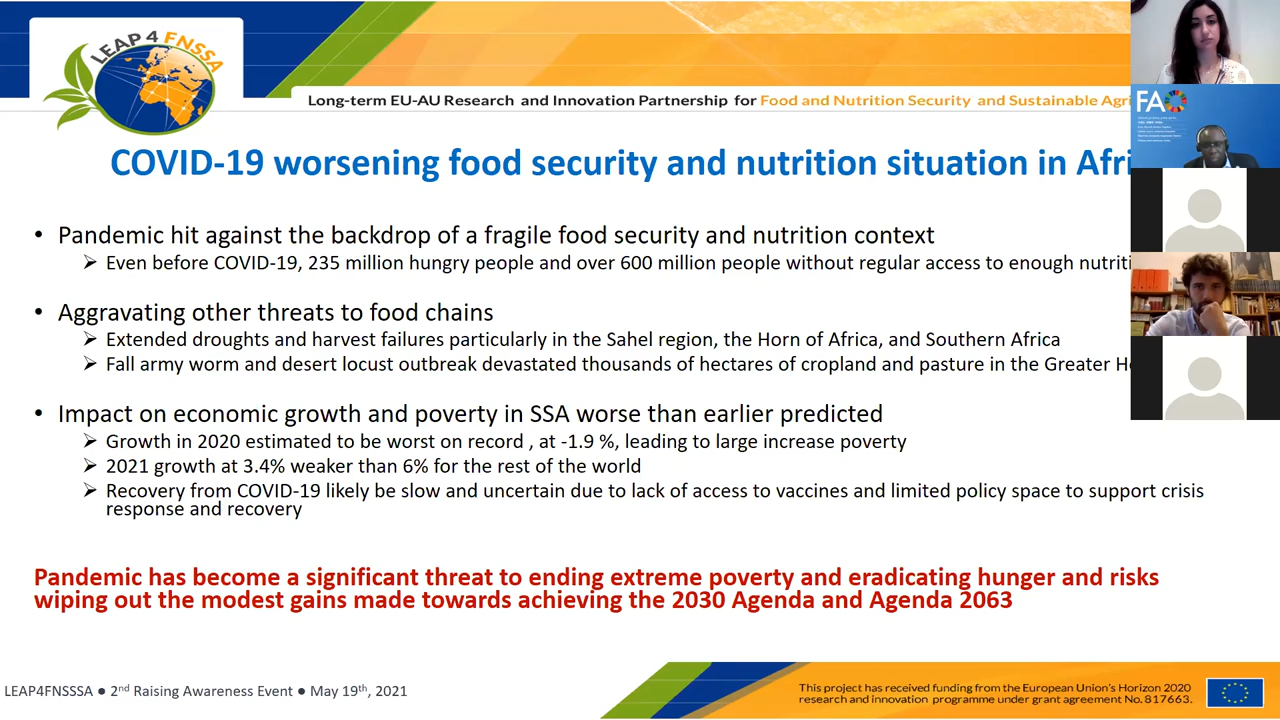 LEAP4FNSSA
Long-term EU-AU Research and Innovation Partnership for Food and Nutrition Security and Sustainable Agri
FAO
COVID-19 worsening food security and nutrition situation in Afri
• Pandemic hit against the backdrop of a fragile food security and nutrition context
➢ Even before COVID-19, 235 million hungry people and over 600 million people without regular access to enough nutriti
• Aggravating other threats to food chains
➢ Extended droughts and harvest failures particularly in the Sahel region, the Horn of Africa, and Southern Africa
➢ Fall army worm and desert locust outbreak devastated thousands of hectares of cropland and pasture in the Greater H
• Impact on economic growth and poverty in SSA worse than earlier predicted
➢ Growth in 2020 estimated to be worst on record , at -1.9 %, leading to large increase poverty
➢ 2021 growth at 3.4% weaker than 6% for the rest of the world
➢ Recovery from COVID-19 likely be slow and uncertain due to lack of access to vaccines and limited policy space to support crisis
response and recovery
Pandemic has become a significant threat to ending extreme poverty and eradicating hunger and risks
wiping out the modest gains made towards achieving the 2030 Agenda and Agenda 2063
LEAP4FNSSSA ● 2nd Raising Awareness Event ● May 19th, 2021
This project has received funding from the European Union's Horizon 2020
research and innovation programme under grant agreement No. 817663.